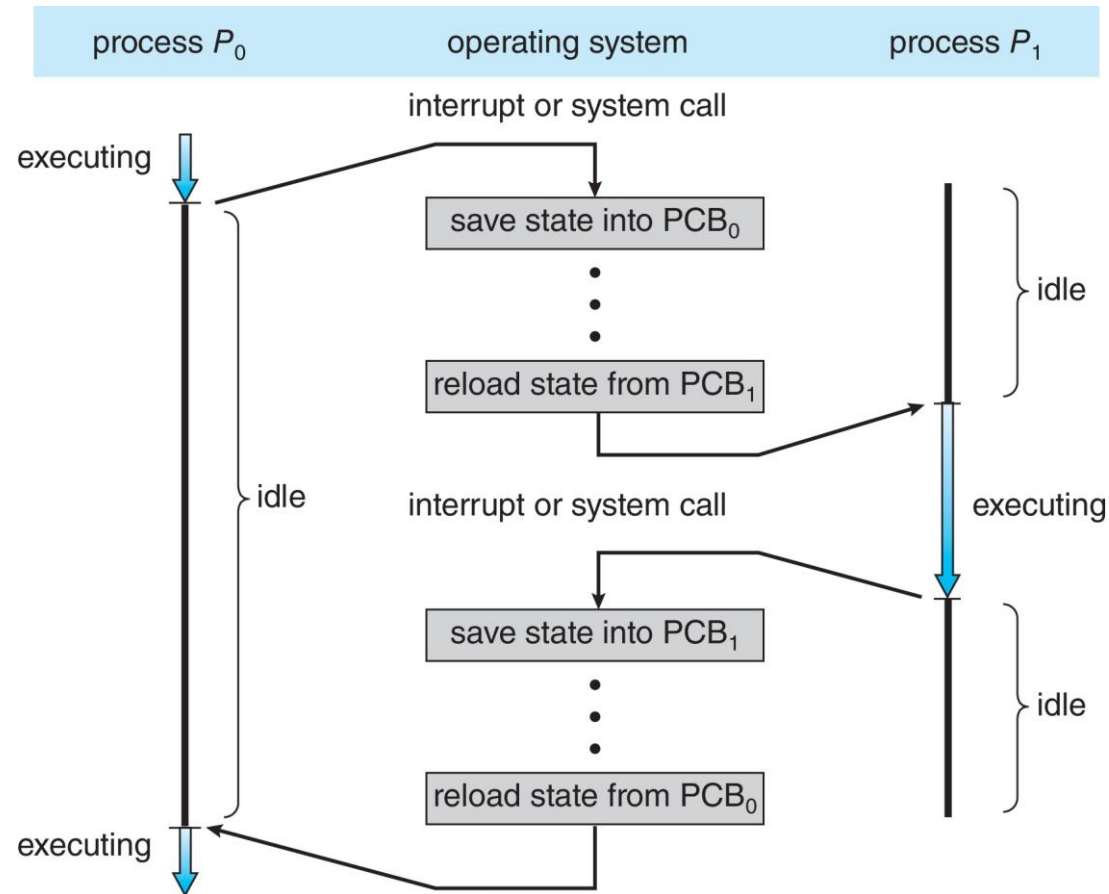 process P₀
operating system
process P₁
interrupt or system call
executing
save state into PCB₀
idle
reload state from PCB₁
idle
interrupt or system call
executing
save state into PCB₁
idle
reload state from PCB₀
executing